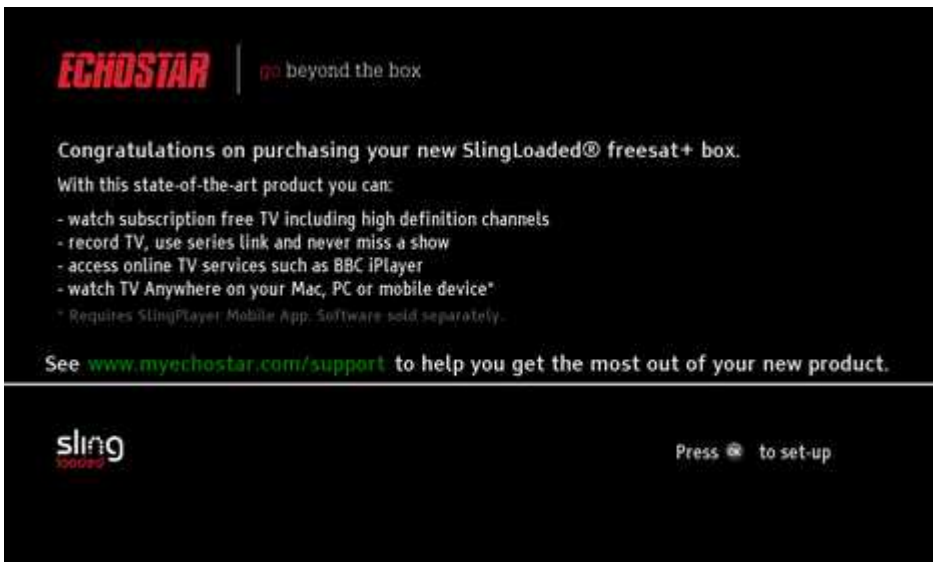 ECHOSTAR
go beyond the box
Congratulations on purchasing your new SlingLoaded® freesat+ box.
With this state-of-the-art product you can:
- watch subscription free TV including high definition channels
- record TV, use series link and never miss a show
- access online TV services such as BBC iPlayer
- watch TV Anywhere on your Mac, PC or mobile device*
* Requires SlingPlayer Mobile App. Software sold separately.
See www.myechostar.com/support to help you get the most out of your new product.
sling
loaded
Press OK to set-up